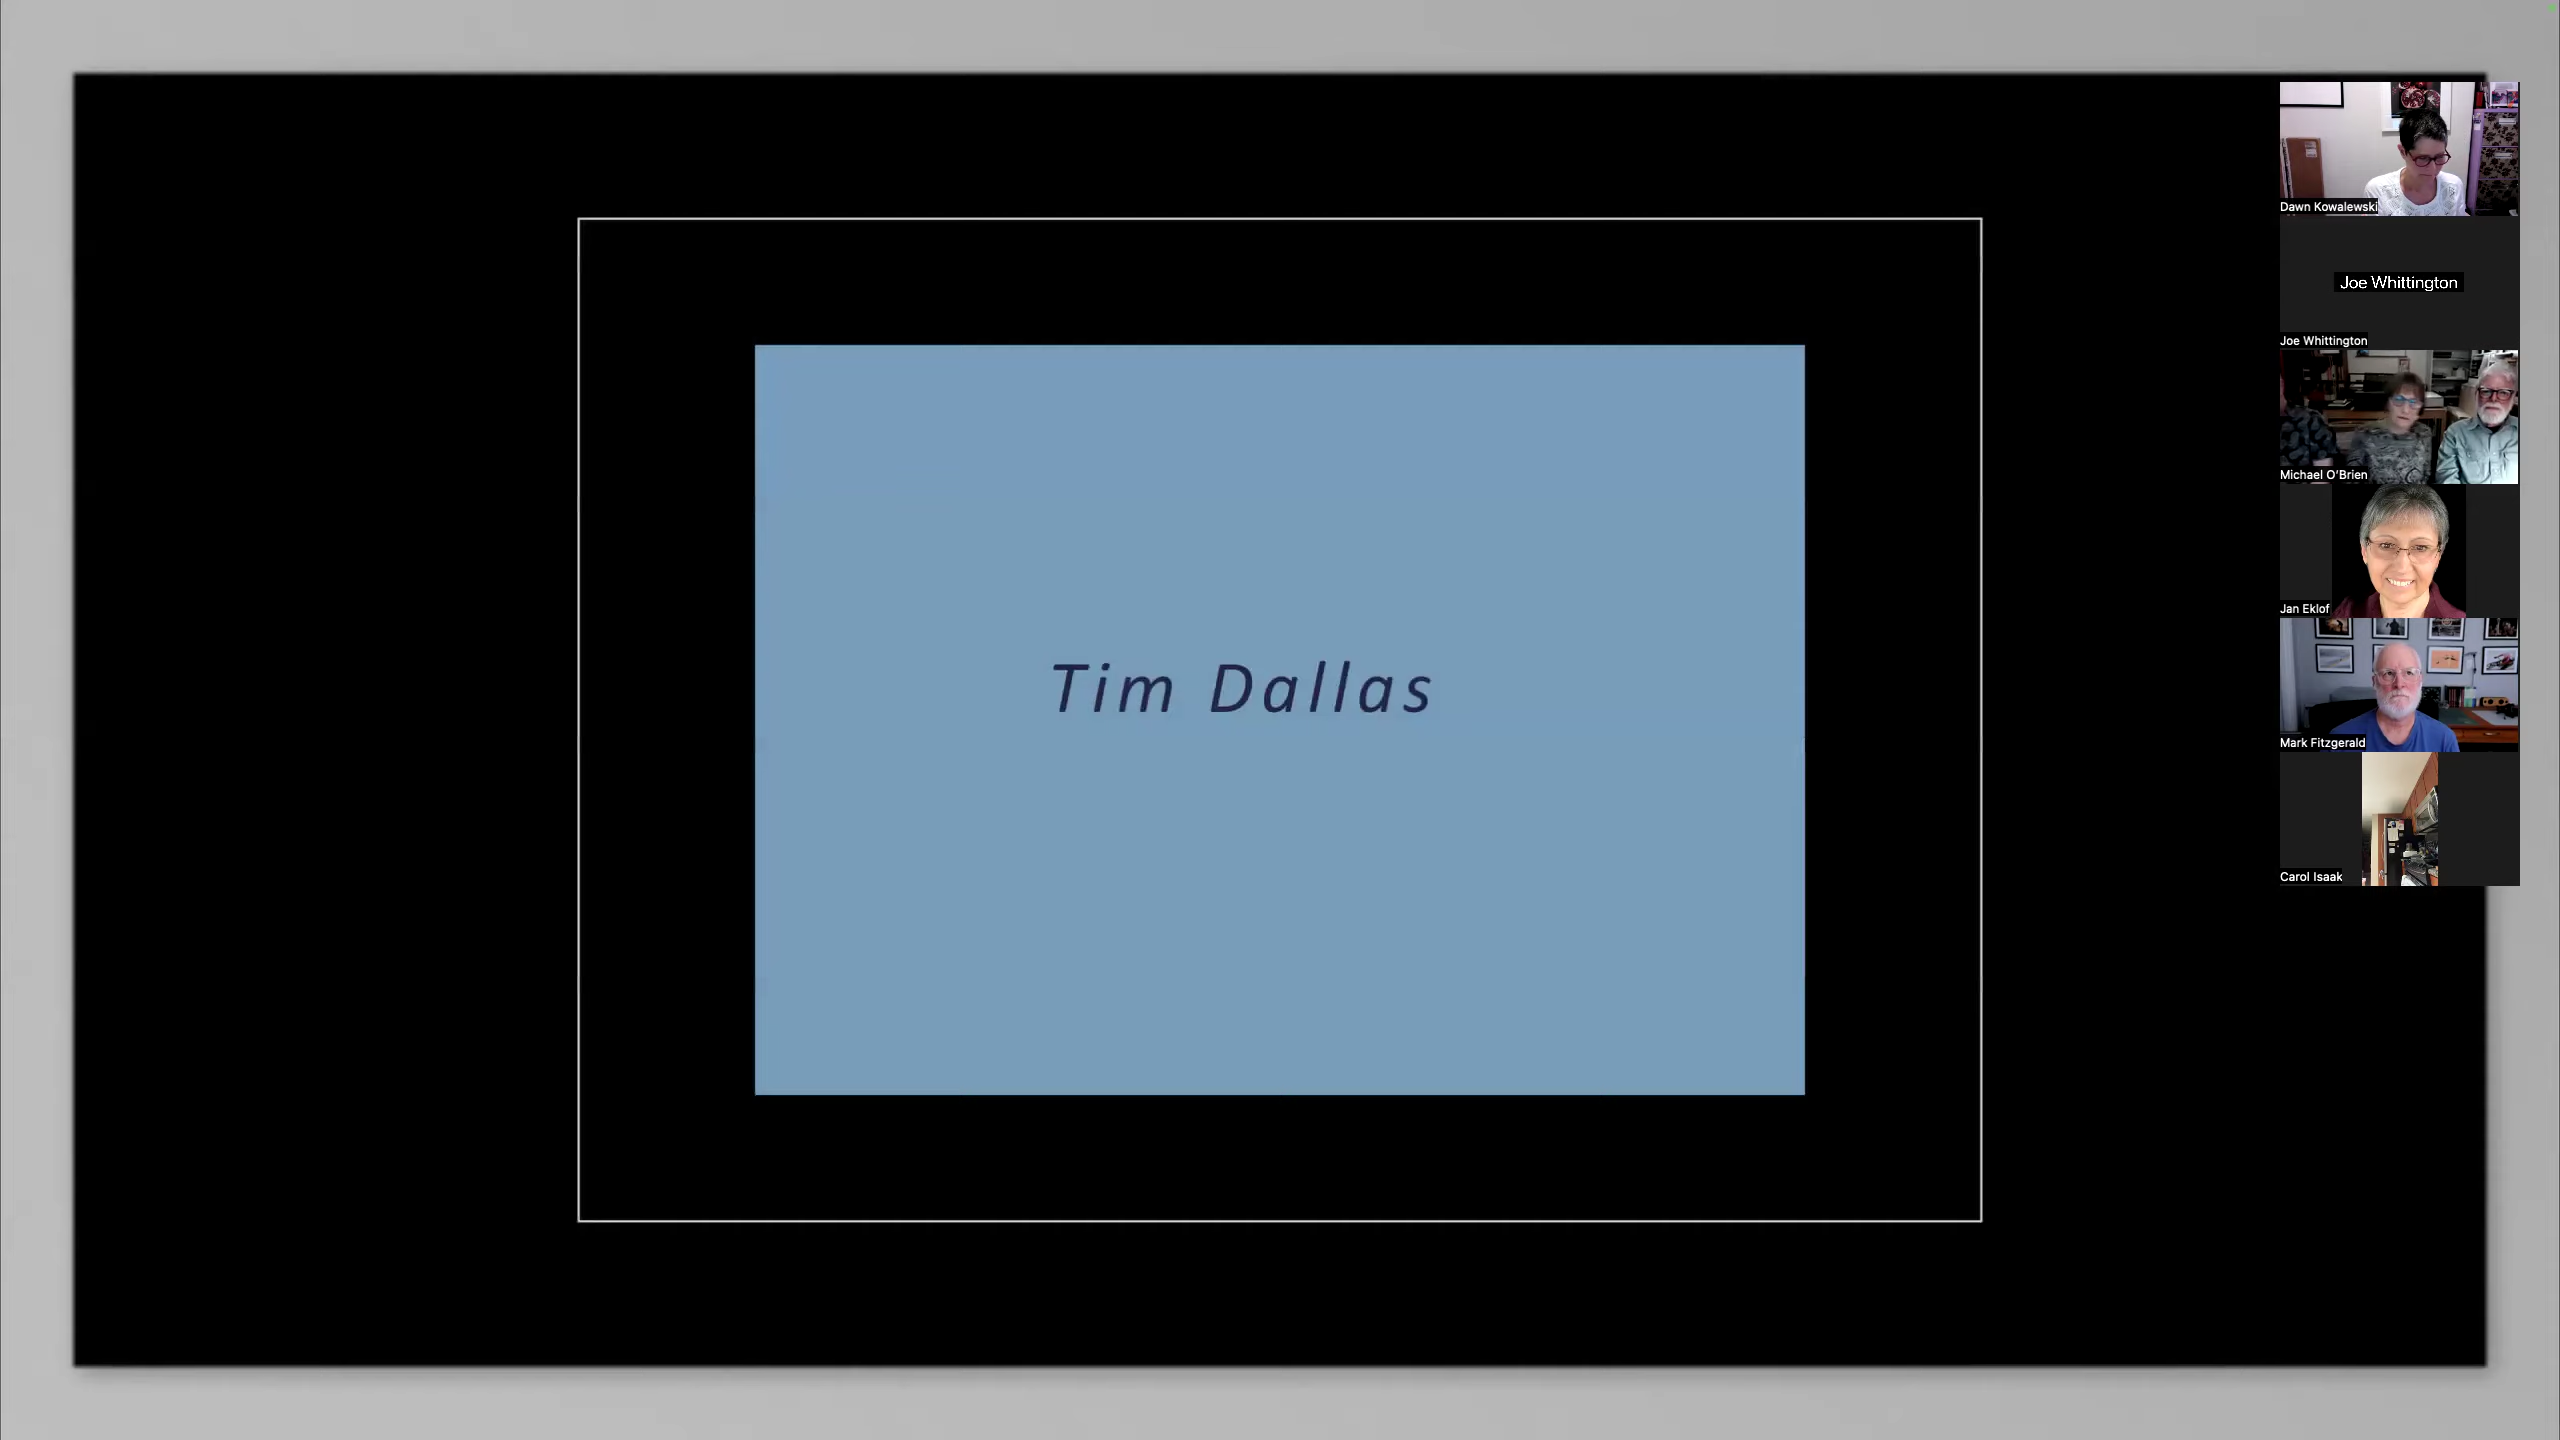 Tim Dallas
Dawn Kowalewski
Joe Whittington
Joe Whittington
Michael O'Brien
Jan Eklof
Mark Fitzgerald
Carol Isaak